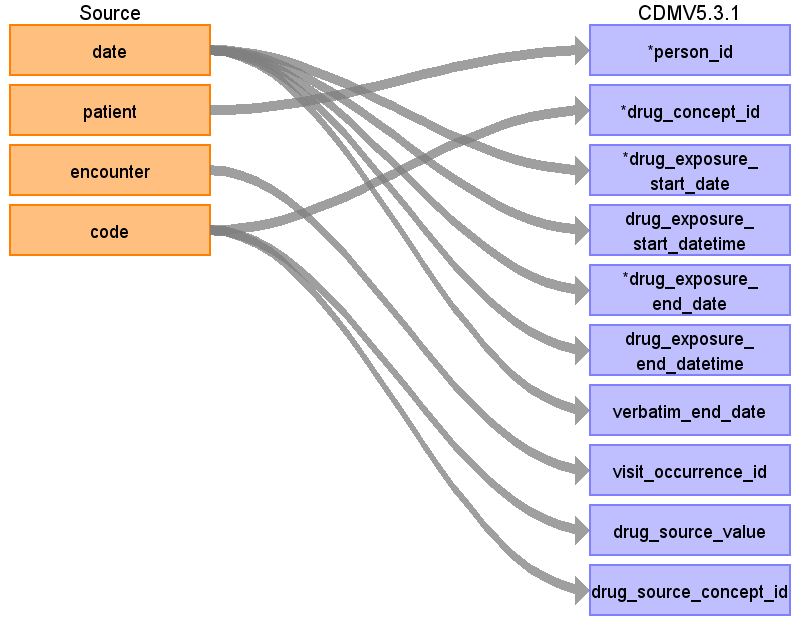 Source
CDMV5.3.1
date
*person_id
patient
*drug_concept_id
encounter
*drug_exposure_
start_date
code
drug_exposure_
start_datetime
*drug_exposure_
end_date
drug_exposure_
end_datetime
verbatim_end_date
visit_occurrence_id
drug_source_value
drug_source_concept_id